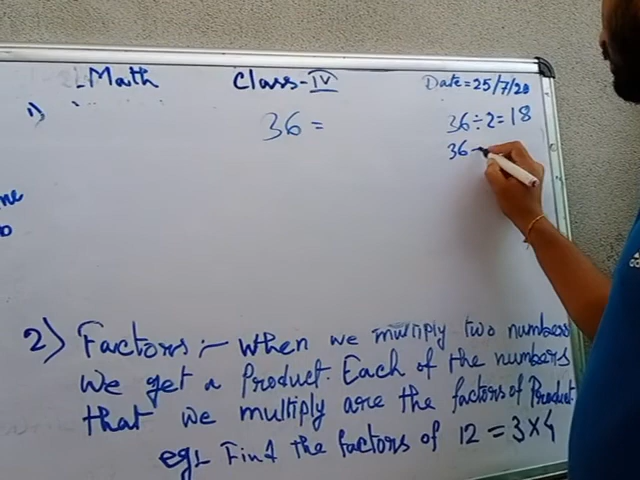 Math Class-IV Date=25/7/20
1)
36 = 36÷2=18
36
2) Factors:- when we multiply two numbers
we get a Product. Each of the numbers
that we multiply are the factors of Product.
eg:- Find the factors of 12 = 3×4